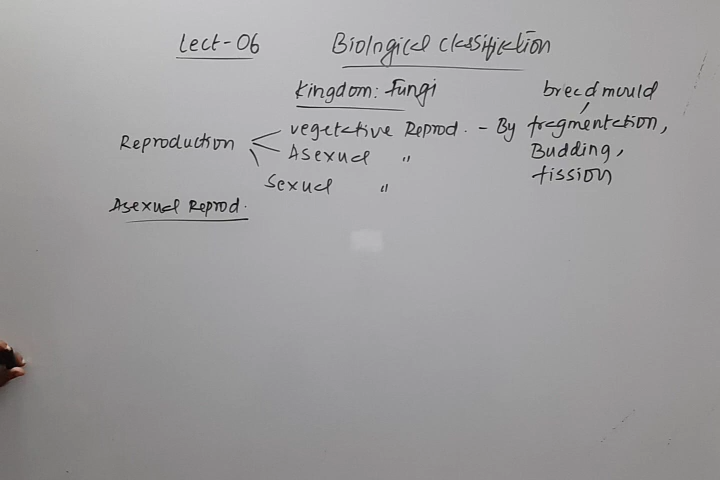 Lect-06 Biological classification
Kingdom: Fungi bread mould
Reproduction vegetative Reprod. - By fragmentation,
Asexual " Budding,
Sexual " fission
Asexual Reprod.